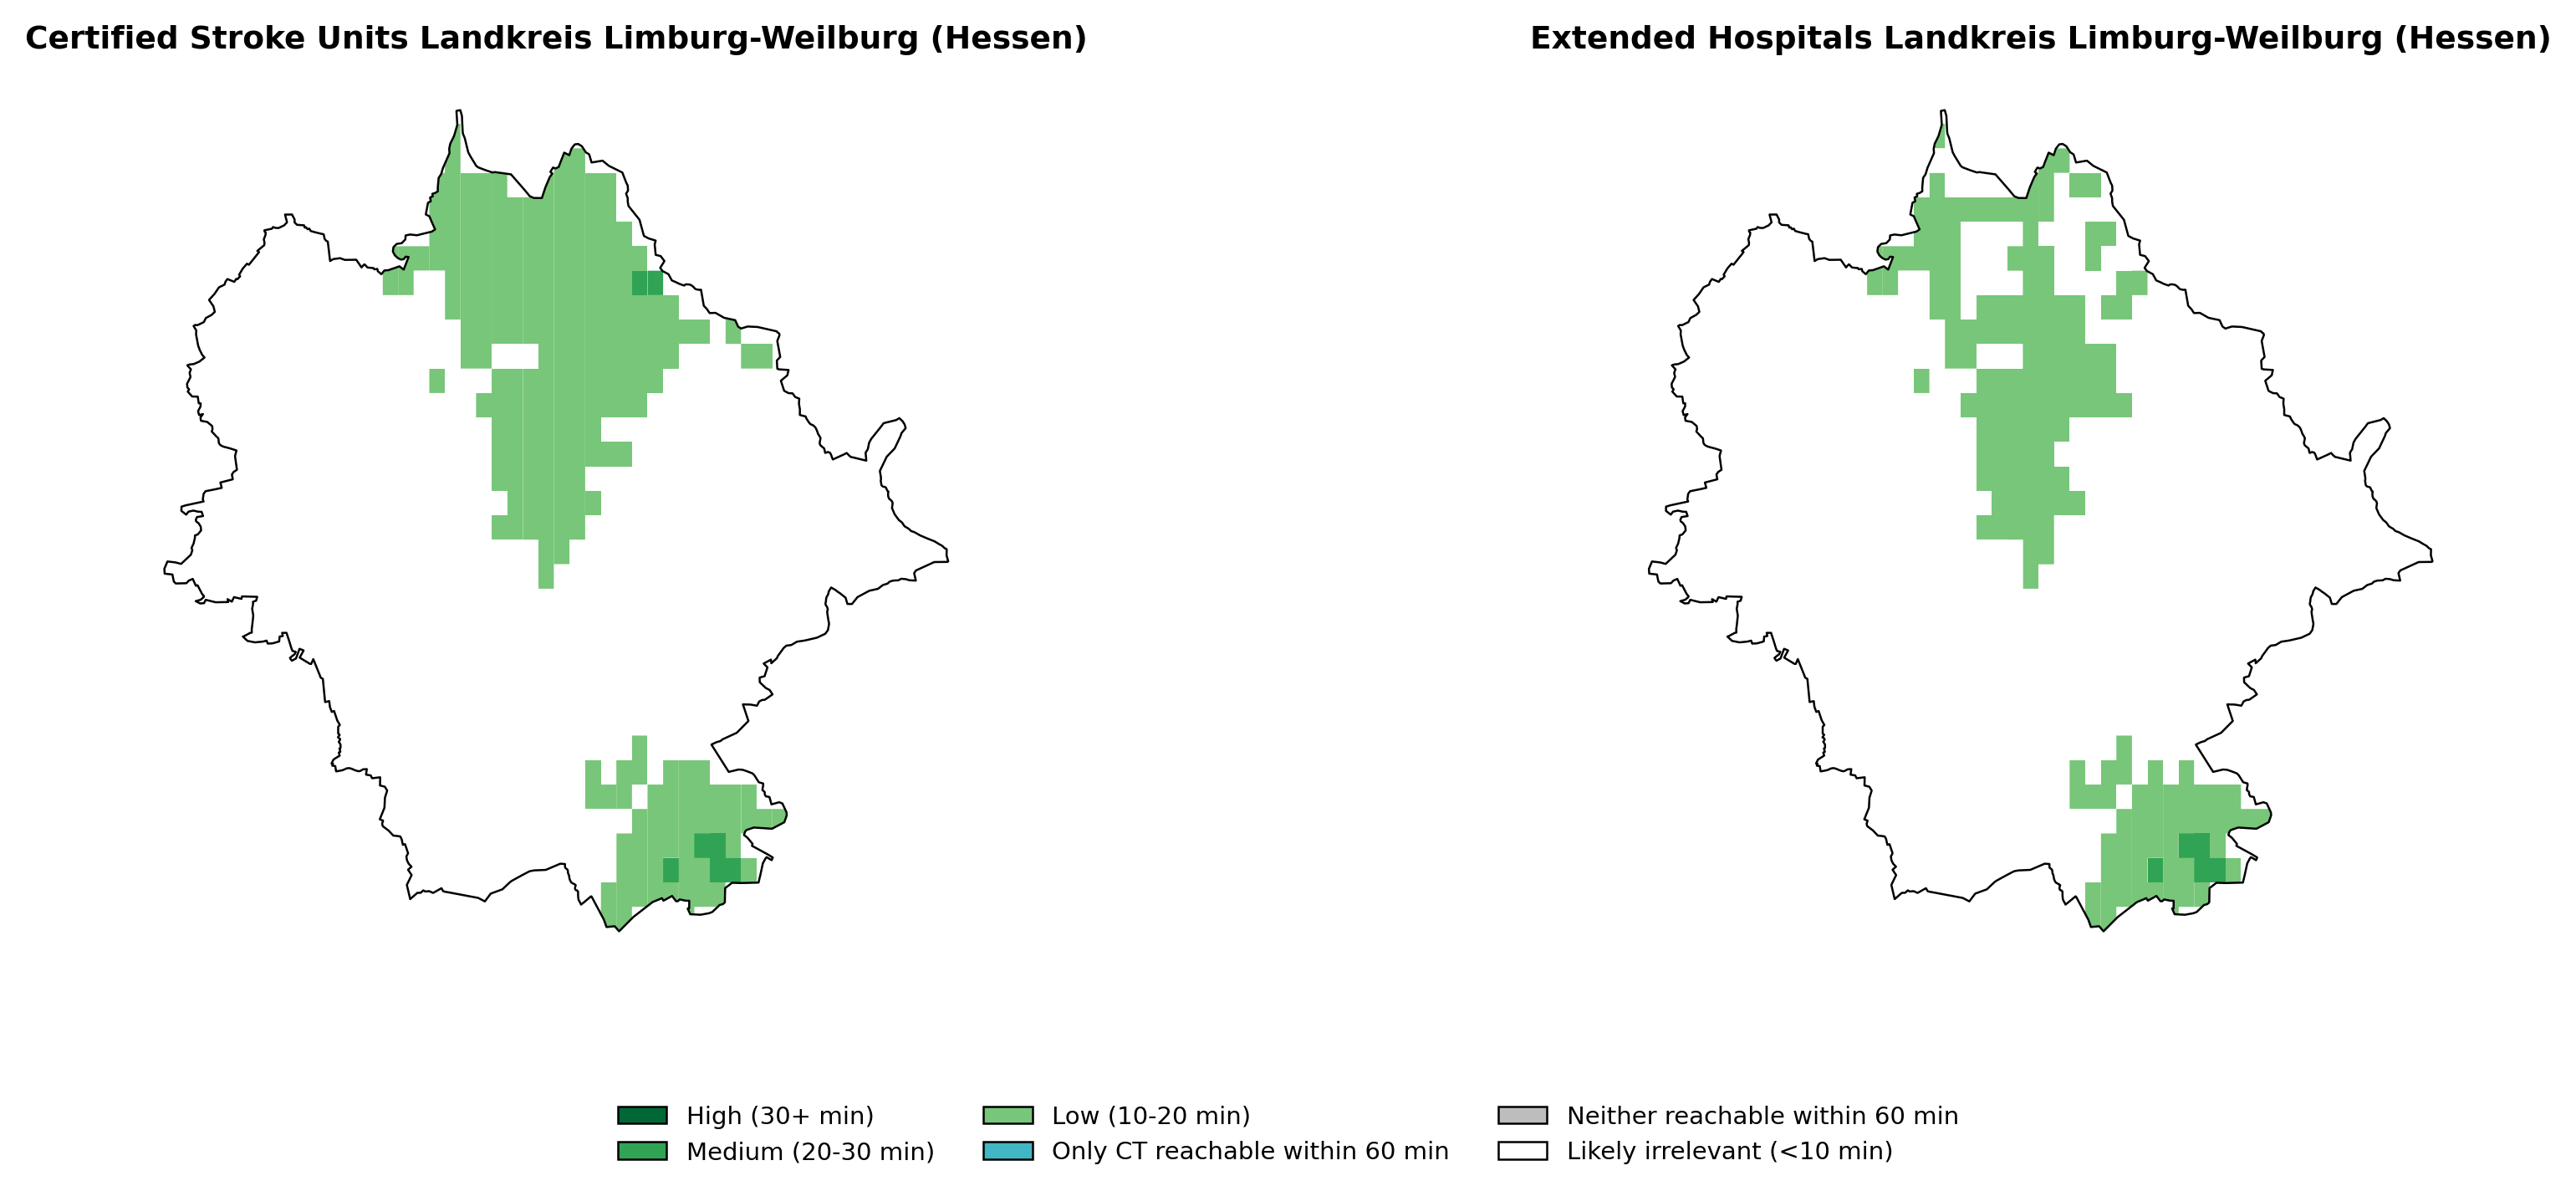 Certified Stroke Units Landkreis Limburg-Weilburg (Hessen)
Extended Hospitals Landkreis Limburg-Weilburg (Hessen)
High (30+ min)
Medium (20-30 min)
Low (10-20 min)
Only CT reachable within 60 min
Neither reachable within 60 min
Likely irrelevant (<10 min)